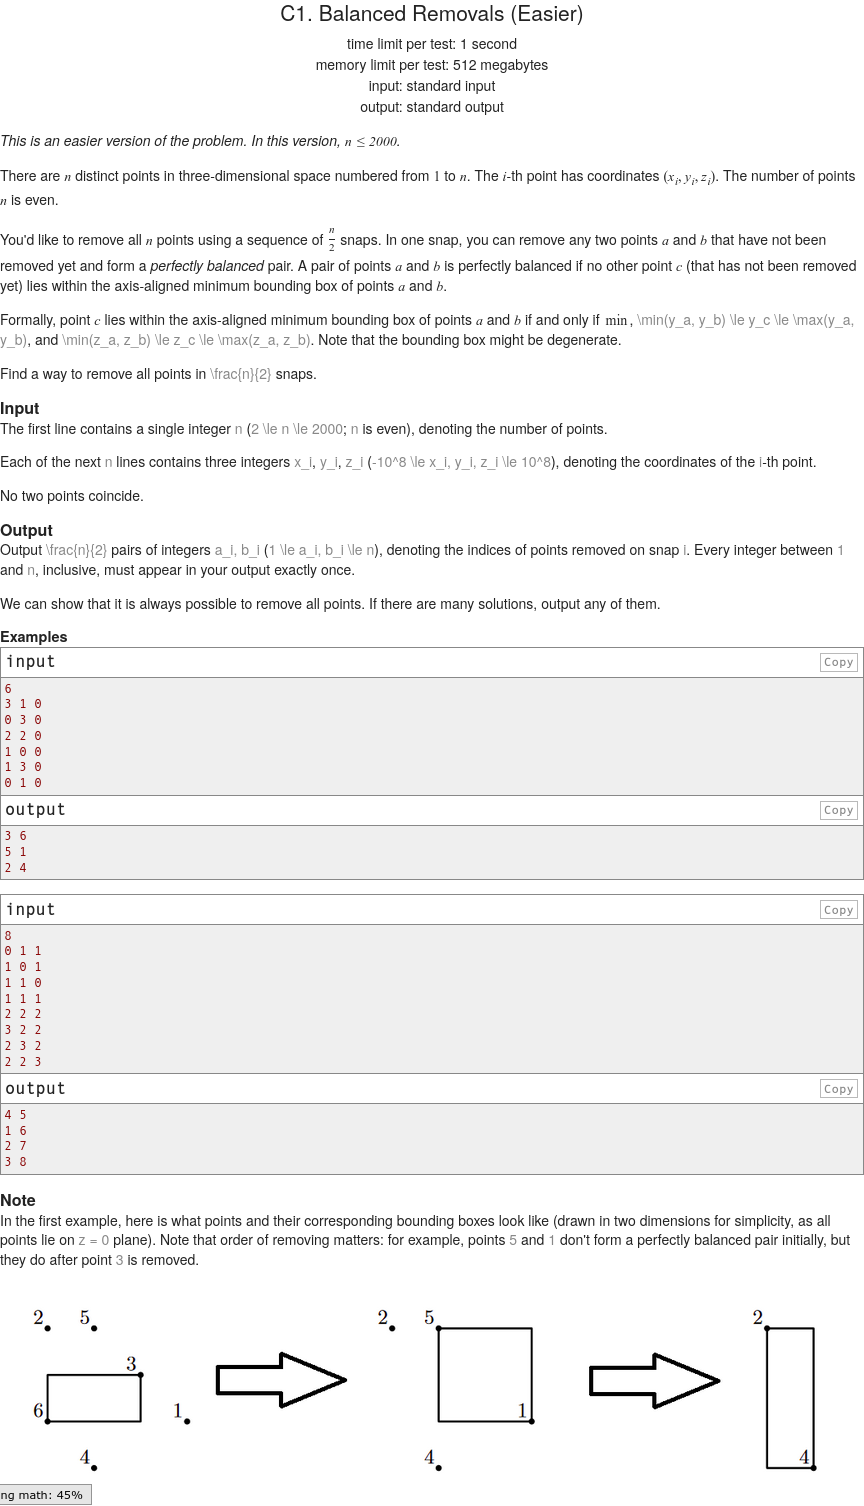 C1. Balanced Removals (Easier)
time limit per test: 1 second
memory limit per test: 512 megabytes
input: standard input
output: standard output
This is an easier version of the problem. In this version, n ≤ 2000.
There are n distinct points in three-dimensional space numbered from 1 to n. The i-th point has coordinates (x_i, y_i, z_i). The number of points
n is even.
You'd like to remove all n points using a sequence of n/2 snaps. In one snap, you can remove any two points a and b that have not been
removed yet and form a perfectly balanced pair. A pair of points a and b is perfectly balanced if no other point c (that has not been removed
yet) lies within the axis-aligned minimum bounding box of points a and b.
Formally, point c lies within the axis-aligned minimum bounding box of points a and b if and only if min, \min(y_a, y_b) \le y_c \le \max(y_a,
y_b), and \min(z_a, z_b) \le z_c \le \max(z_a, z_b). Note that the bounding box might be degenerate.
Find a way to remove all points in \frac{n}{2} snaps.
Input
The first line contains a single integer n (2 \le n \le 2000; n is even), denoting the number of points.
Each of the next n lines contains three integers x_i, y_i, z_i (-10^8 \le x_i, y_i, z_i \le 10^8), denoting the coordinates of the i-th point.
No two points coincide.
Output
Output \frac{n}{2} pairs of integers a_i, b_i (1 \le a_i, b_i \le n), denoting the indices of points removed on snap i. Every integer between 1
and n, inclusive, must appear in your output exactly once.
We can show that it is always possible to remove all points. If there are many solutions, output any of them.
Examples
input Copy
6
3 1 0
0 3 0
2 2 0
1 0 0
1 3 0
0 1 0
output Copy
3 6
5 1
2 4
input Copy
8
0 1 1
1 0 1
1 1 0
1 1 1
2 2 2
3 2 2
2 3 2
2 2 3
output Copy
4 5
1 6
2 7
3 8
Note
In the first example, here is what points and their corresponding bounding boxes look like (drawn in two dimensions for simplicity, as all
points lie on z = 0 plane). Note that order of removing matters: for example, points 5 and 1 don't form a perfectly balanced pair initially, but
they do after point 3 is removed.
2 5 2 5 2
3
6 1 1
4 4 4
ng math: 45%